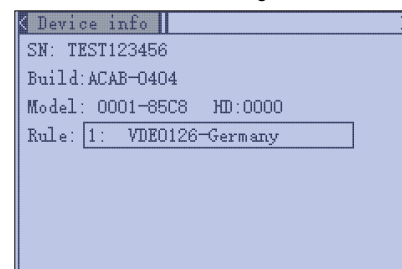 Device info
SN: TEST123456
Build:ACAB-0404
Model: 0001-85C8 HD:0000
Rule: 1: VDE0126-Germany